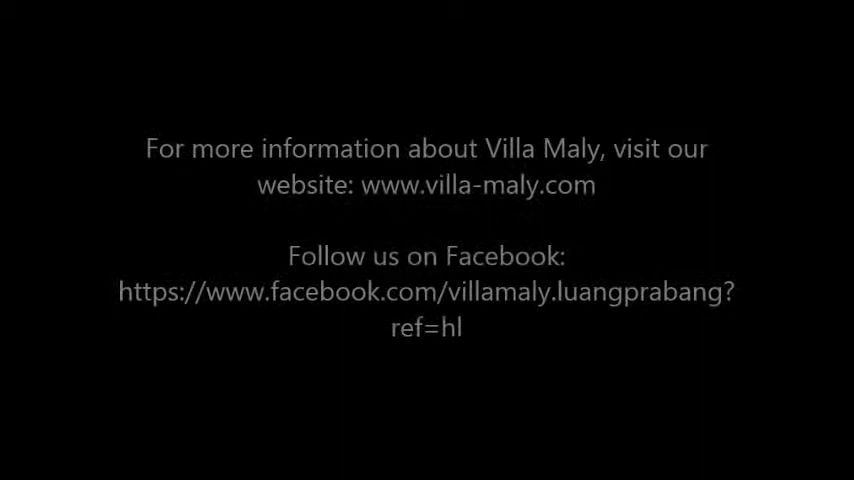 For more information about Villa Maly, visit our
website: www.villa-maly.com
Follow us on Facebook:
https://www.facebook.com/villamaly.luangprabang?
ref=hl